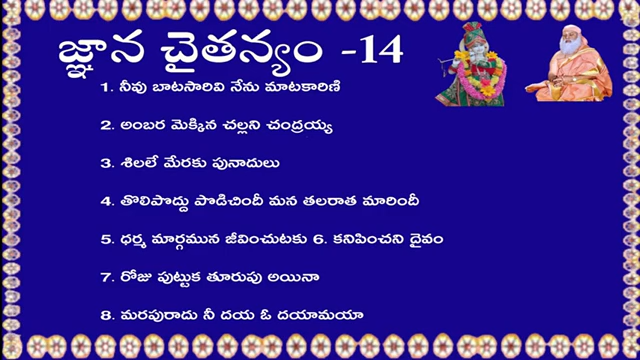 జ్ఞాన చైతన్యం -14
1. నీవు బాటసారివి నేను మాటకారిణి
2. అంబర మెక్కిన చల్లని చంద్రయ్య
3. శిలలే మేరకు పునాదులు
4. తొలిపొద్దు పొడిచిందీ మన తలరాత మారిందీ
5. ధర్మ మార్గమున జీవించుటకు 6. కనిపించని దైవం
7. రోజు పుట్టుక తూరుపు అయినా
8. మరపురాదు నీ దయ ఓ దయామయా